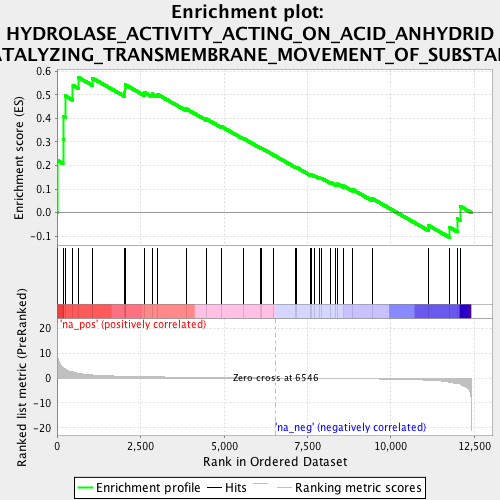 Enrichment plot:
HYDROLASE_ACTIVITY_ACTING_ON_ACID_ANHYDRID
ATALYZING_TRANSMEMBRANE_MOVEMENT_OF_SUBSTAN
Enrichment score (ES)
0.6
0.5
0.4
0.3
0.2
0.1
0.0
-0.1
'na_pos' (positively correlated)
Ranked list metric (PreRanked)
20
10
0
-10
-20
Zero cross at 6546
'na_neg' (negatively correlated)
0
2,500
5,000
7,500
10,000
12,500
Rank in Ordered Dataset
Enrichment profile
Hits
Ranking metric scores